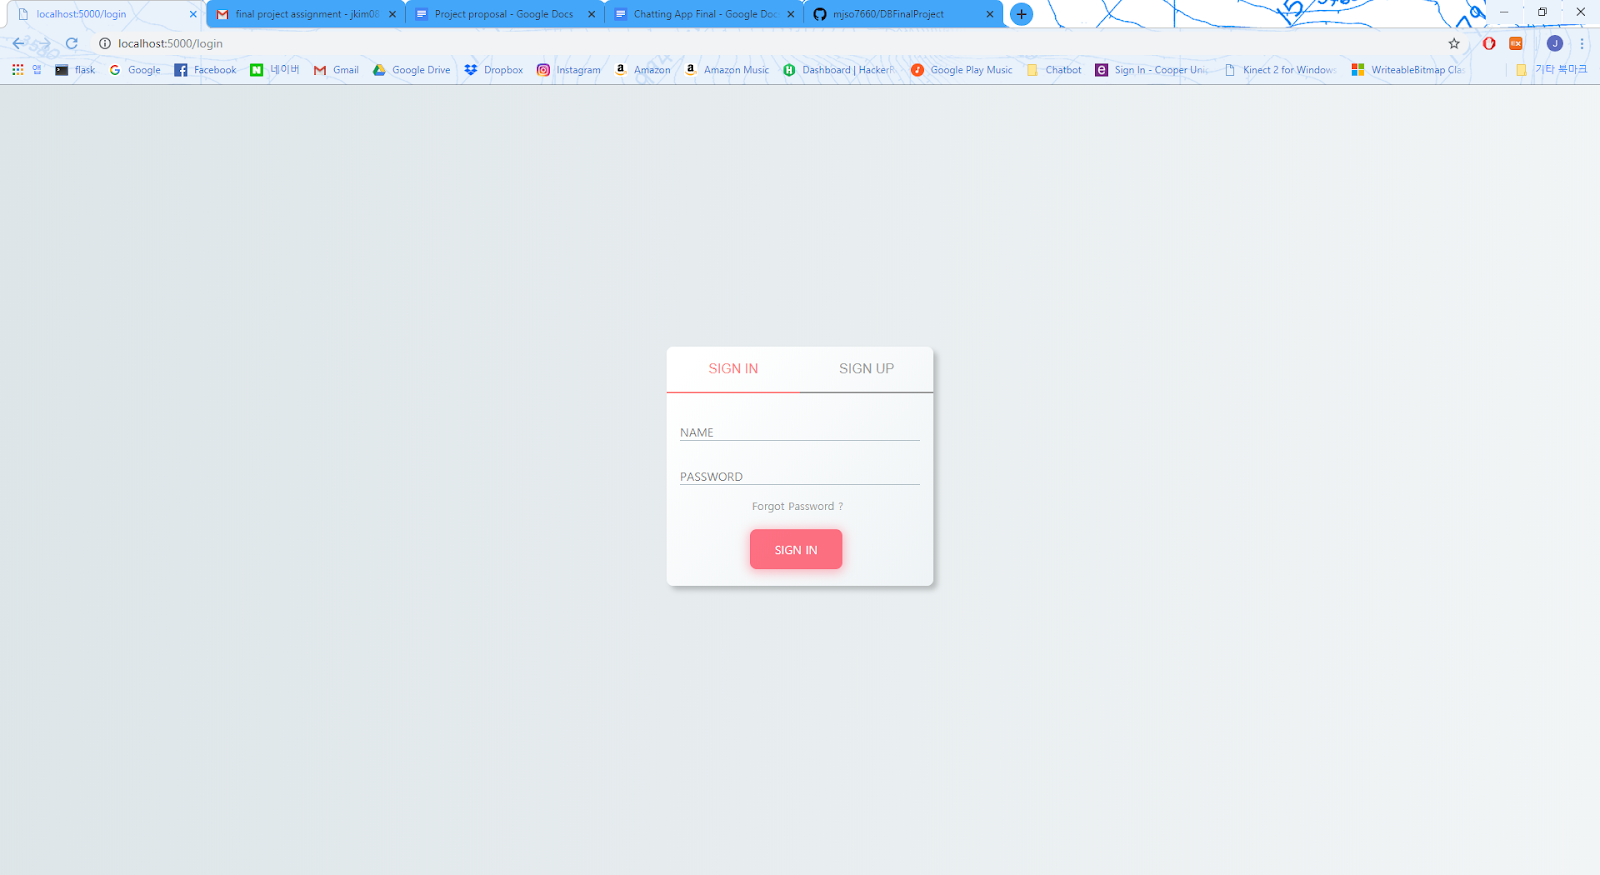 localhost:5000/login
final project assignment - jkim08
Project proposal - Google Docs
Chatting App Final - Google Doc
mjso7660/DBFinalProject
localhost:5000/login
J
앱
flask
Google
Facebook
네이버
Gmail
Google Drive
Dropbox
Instagram
Amazon
Amazon Music
Dashboard | HackerR
Google Play Music
Chatbot
Sign In - Cooper Unio
Kinect 2 for Windows
WriteableBitmap Clas
기타 북마크
SIGN IN
SIGN UP
NAME
PASSWORD
Forgot Password ?
SIGN IN